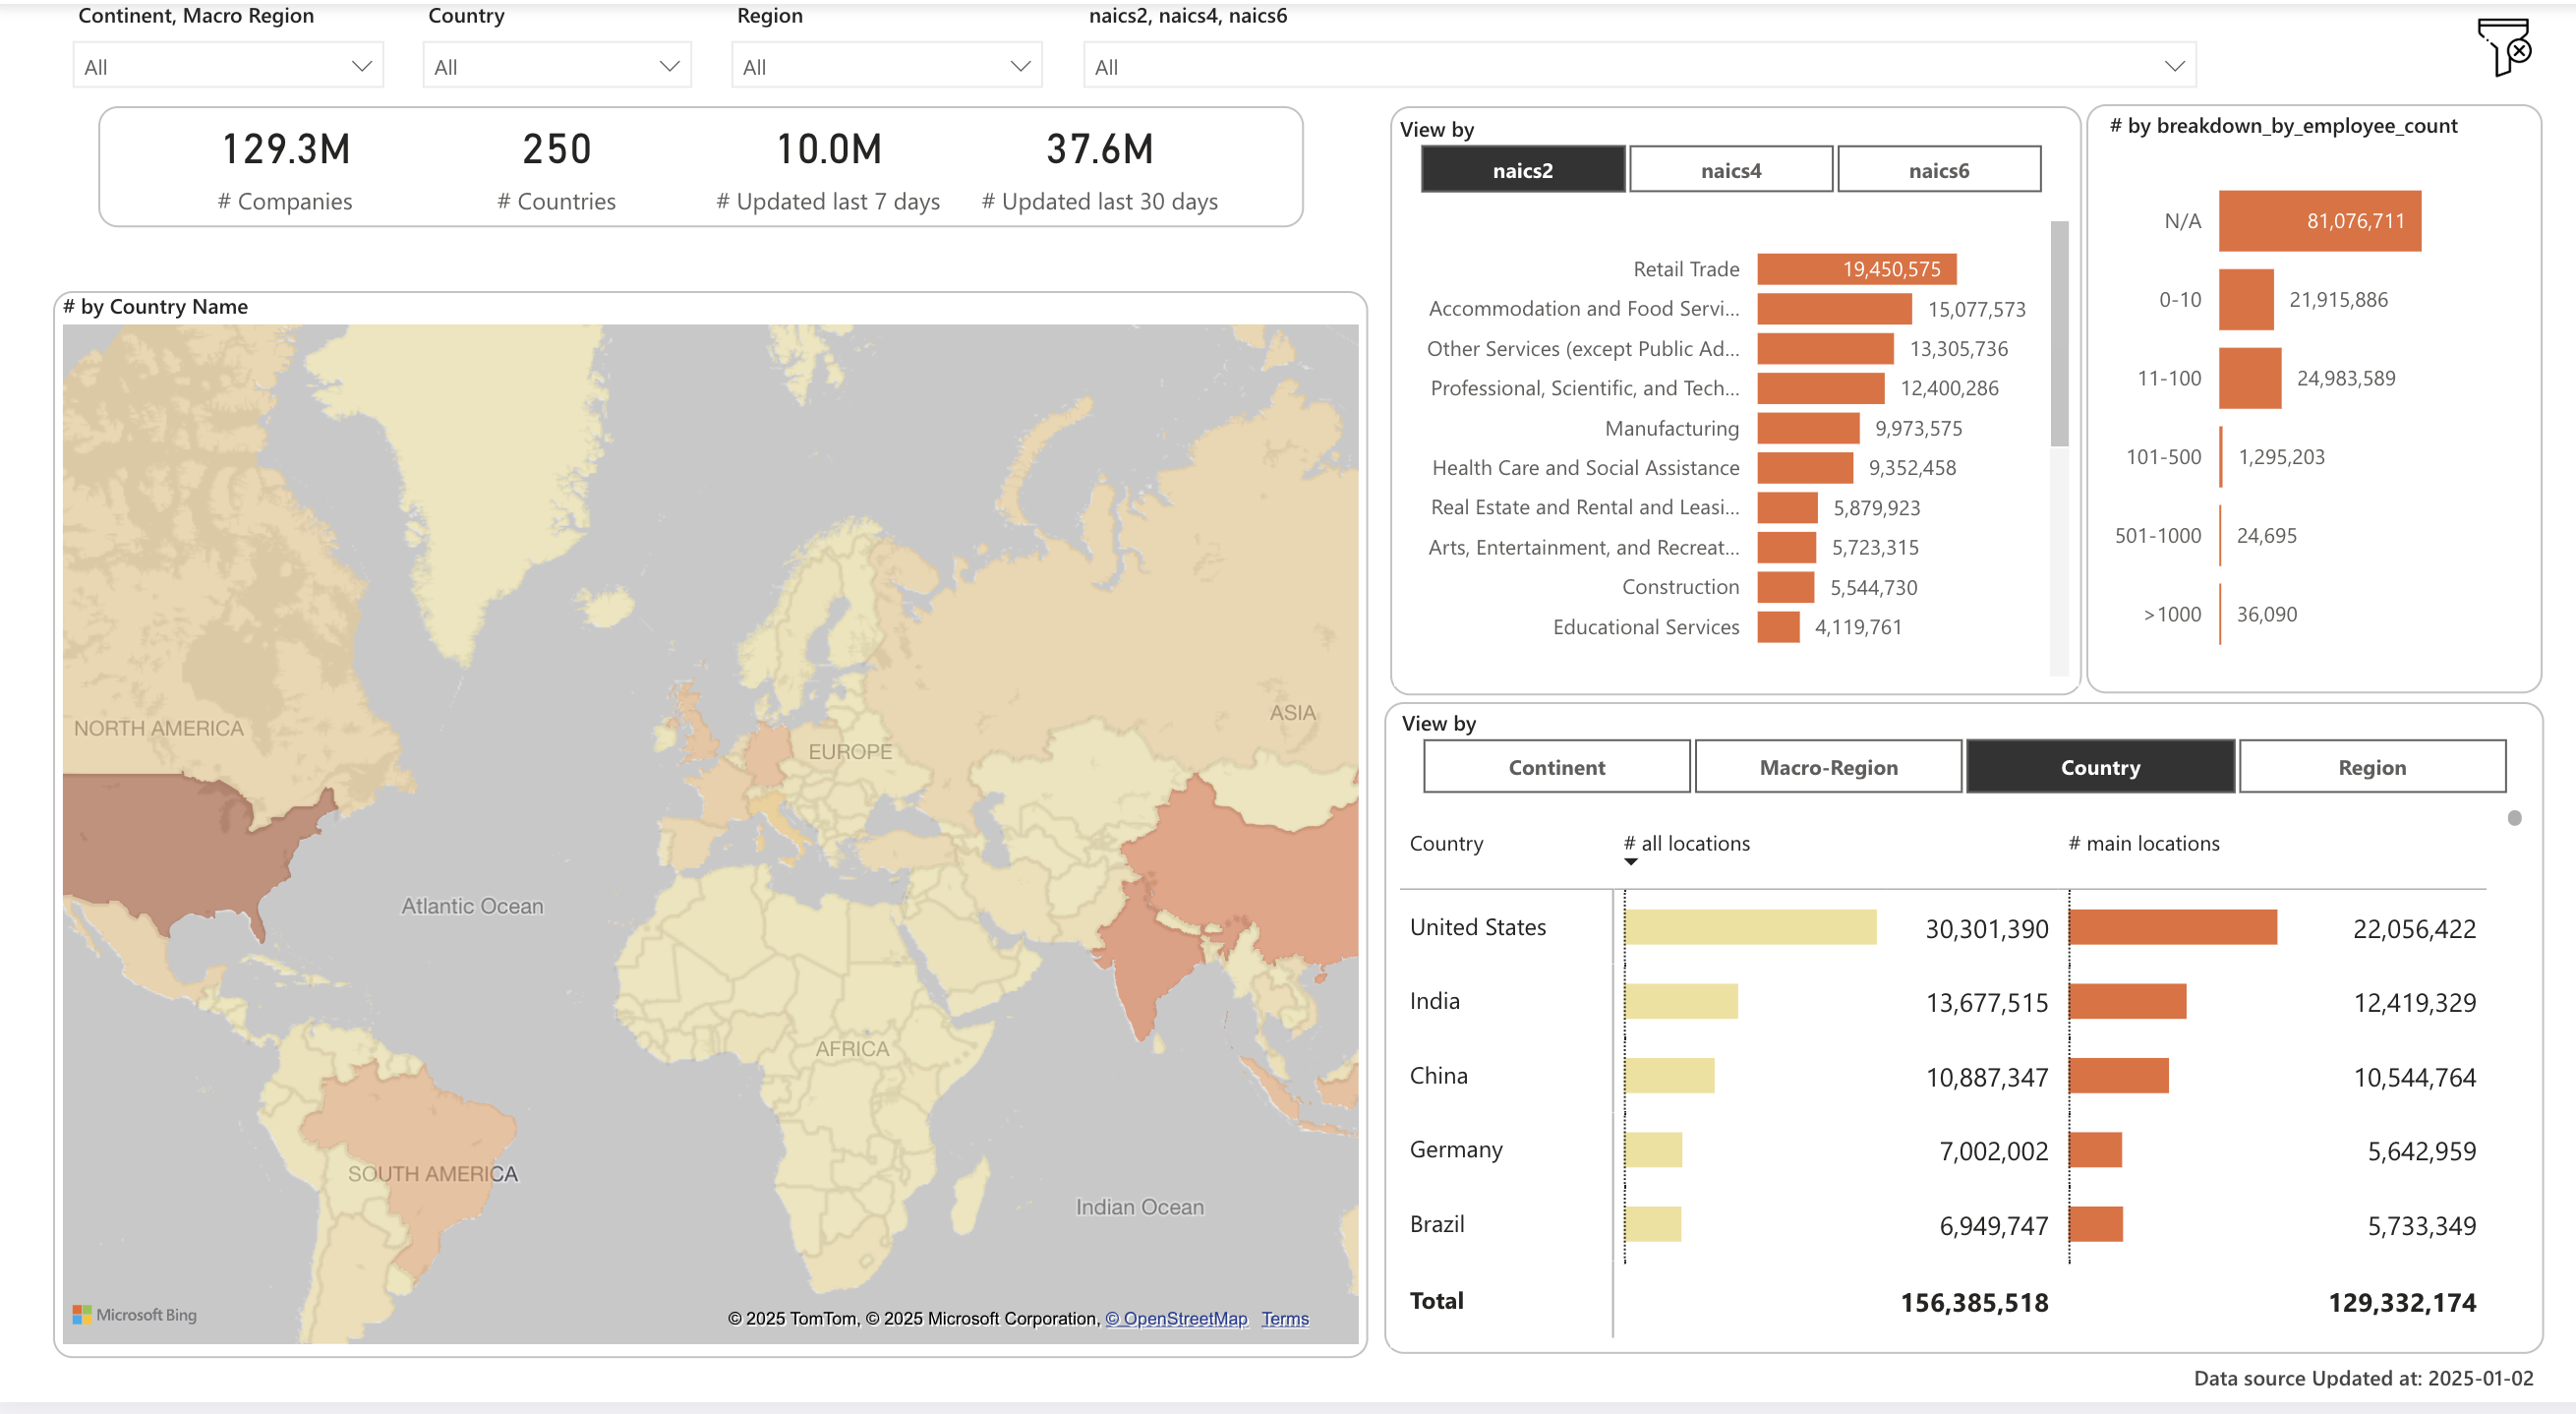 Continent, Macro Region
Country
Region
naics2, naics4, naics6
All
All
All
All
129.3M
250
10.0M
37.6M
# Companies
# Countries
# Updated last 7 days
# Updated last 30 days
# by Country Name
NORTH AMERICA
EUROPE
ASIA
Atlantic Ocean
AFRICA
SOUTH AMERICA
Indian Ocean
Microsoft Bing
© 2025 TomTom, © 2025 Microsoft Corporation, © OpenStreetMap Terms
View by
naics2
naics4
naics6
Retail Trade 19,450,575
Accommodation and Food Servi... 15,077,573
Other Services (except Public Ad... 13,305,736
Professional, Scientific, and Tech... 12,400,286
Manufacturing 9,973,575
Health Care and Social Assistance 9,352,458
Real Estate and Rental and Leasi... 5,879,923
Arts, Entertainment, and Recreat... 5,723,315
Construction 5,544,730
Educational Services 4,119,761
# by breakdown_by_employee_count
N/A 81,076,711
0-10 21,915,886
11-100 24,983,589
101-500 1,295,203
501-1000 24,695
>1000 36,090
View by
Continent
Macro-Region
Country
Region
Country # all locations # main locations
United States 30,301,390 22,056,422
India 13,677,515 12,419,329
China 10,887,347 10,544,764
Germany 7,002,002 5,642,959
Brazil 6,949,747 5,733,349
Total 156,385,518 129,332,174
Data source Updated at: 2025-01-02